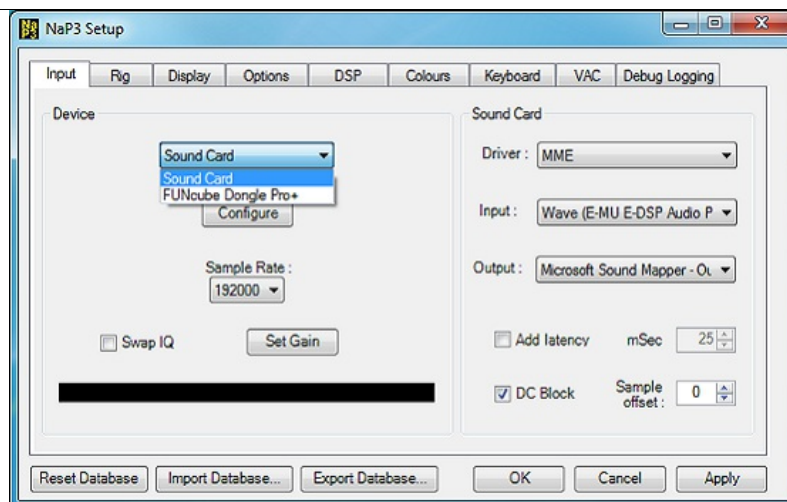 NaP3 Setup
Input Rig Display Options DSP Colours Keyboard VAC Debug Logging
Device
Sound Card
Sound Card
FUNcube Dongle Pro+
Configure
Sample Rate :
192000
Swap IQ
Set Gain
Sound Card
Driver : MME
Input : Wave (E-MU E-DSP Audio P
Output : Microsoft Sound Mapper - Ou
Add latency mSec 25
DC Block Sample offset : 0
Reset Database Import Database... Export Database... OK Cancel Apply